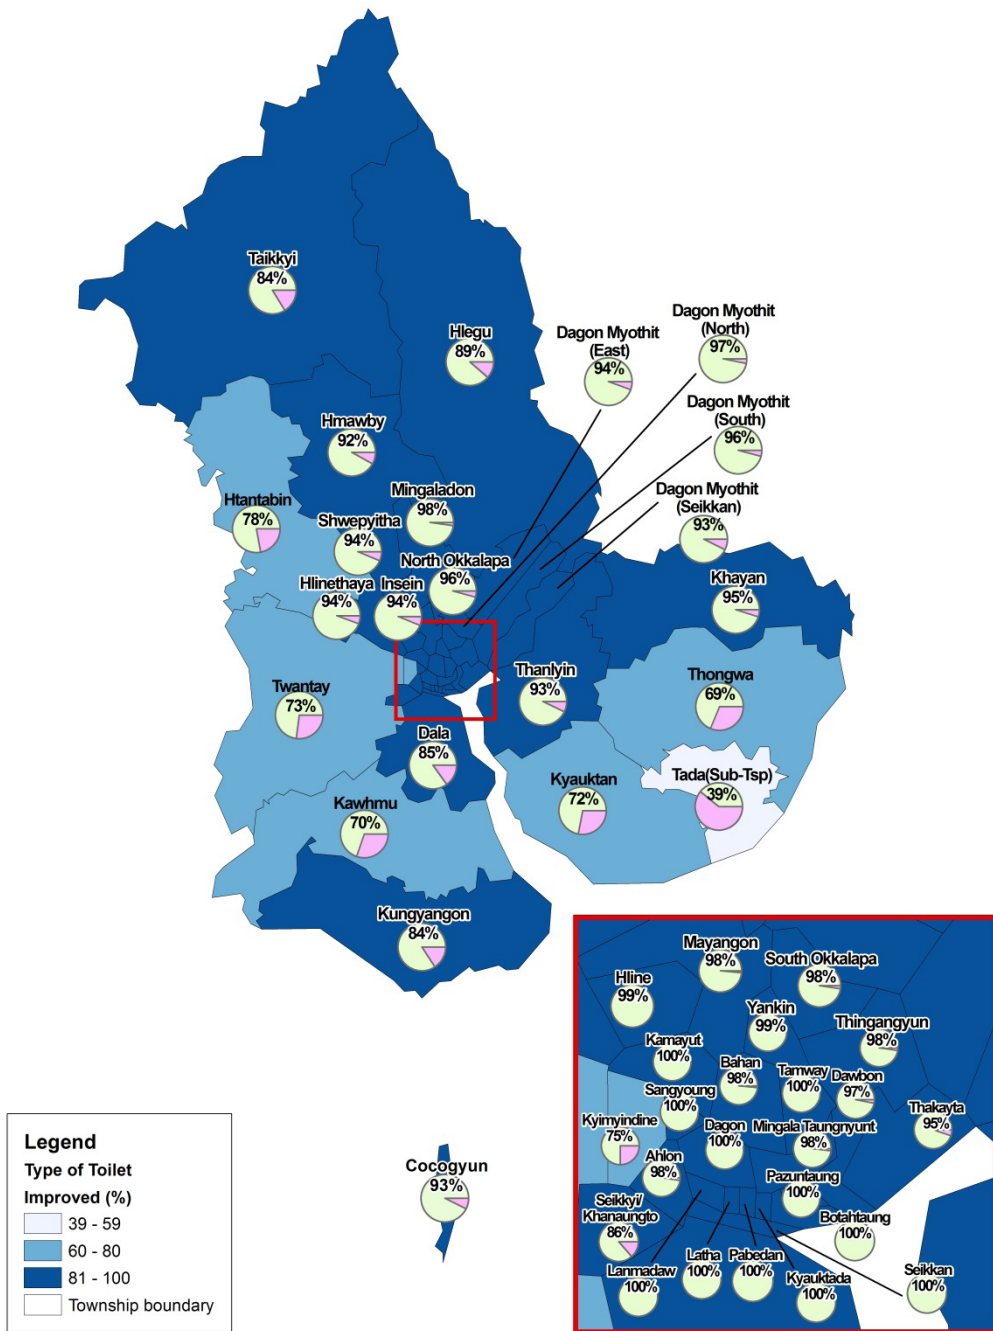 Taikkyi
84%
Hlegu
89%
Dagon Myothit
(East)
94%
Dagon Myothit
(North)
97%
Dagon Myothit
(South)
96%
Dagon Myothit
(Seikkan)
93%
Hmawby
92%
Mingaladon
98%
Htantabin
78%
Shwepyitha
94%
North Okkalapa
96%
Hlinethaya
94%
Insein
94%
Khayan
95%
Thanlyin
93%
Thongwa
69%
Twantay
73%
Dala
85%
Tada(Sub-Tsp)
39%
Kyauktan
72%
Kawhmu
70%
Kungyangon
84%
Cocogyun
93%
Mayangon
98%
South Okkalapa
98%
Hline
99%
Yankin
99%
Thingangyun
98%
Kamayut
100%
Bahan
98%
Tamway
100%
Dawbon
97%
Sangyoung
100%
Thakayta
95%
Kyimyindine
75%
Dagon
100%
Mingala Taungnyunt
98%
Ahlon
98%
Pazuntaung
100%
Seikkyi/
Khanaungto
86%
Botahtaung
100%
Lanmadaw
100%
Latha
100%
Pabedan
100%
Kyauktada
100%
Seikkan
100%
Legend
Type of Toilet
Improved (%)
39 - 59
60 - 80
81 - 100
Township boundary